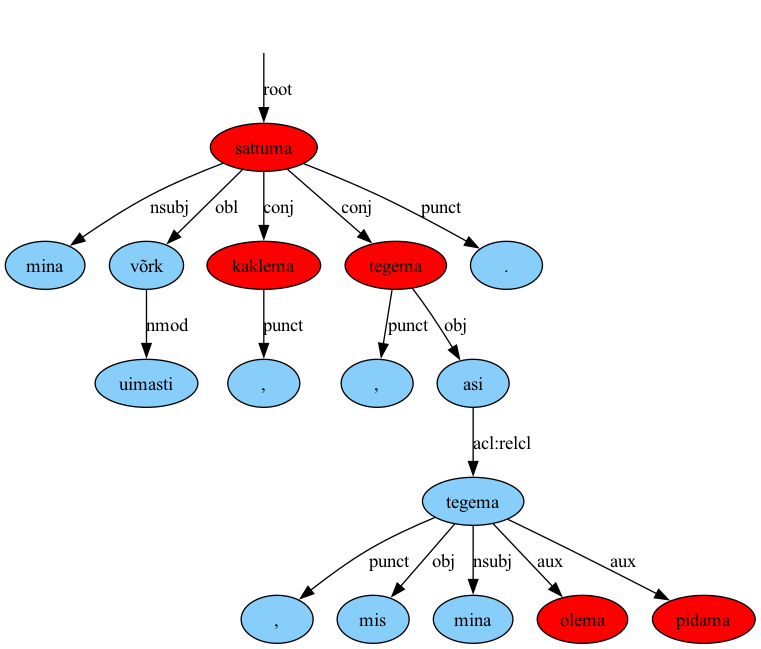 root
sattuma
nsubj obl conj conj punct
mina võrk kaklema tegema .
nmod punct punct obj
uimasti , , asi
acl:relcl
tegema
punct obj nsubj aux aux
, mis mina olema pidama